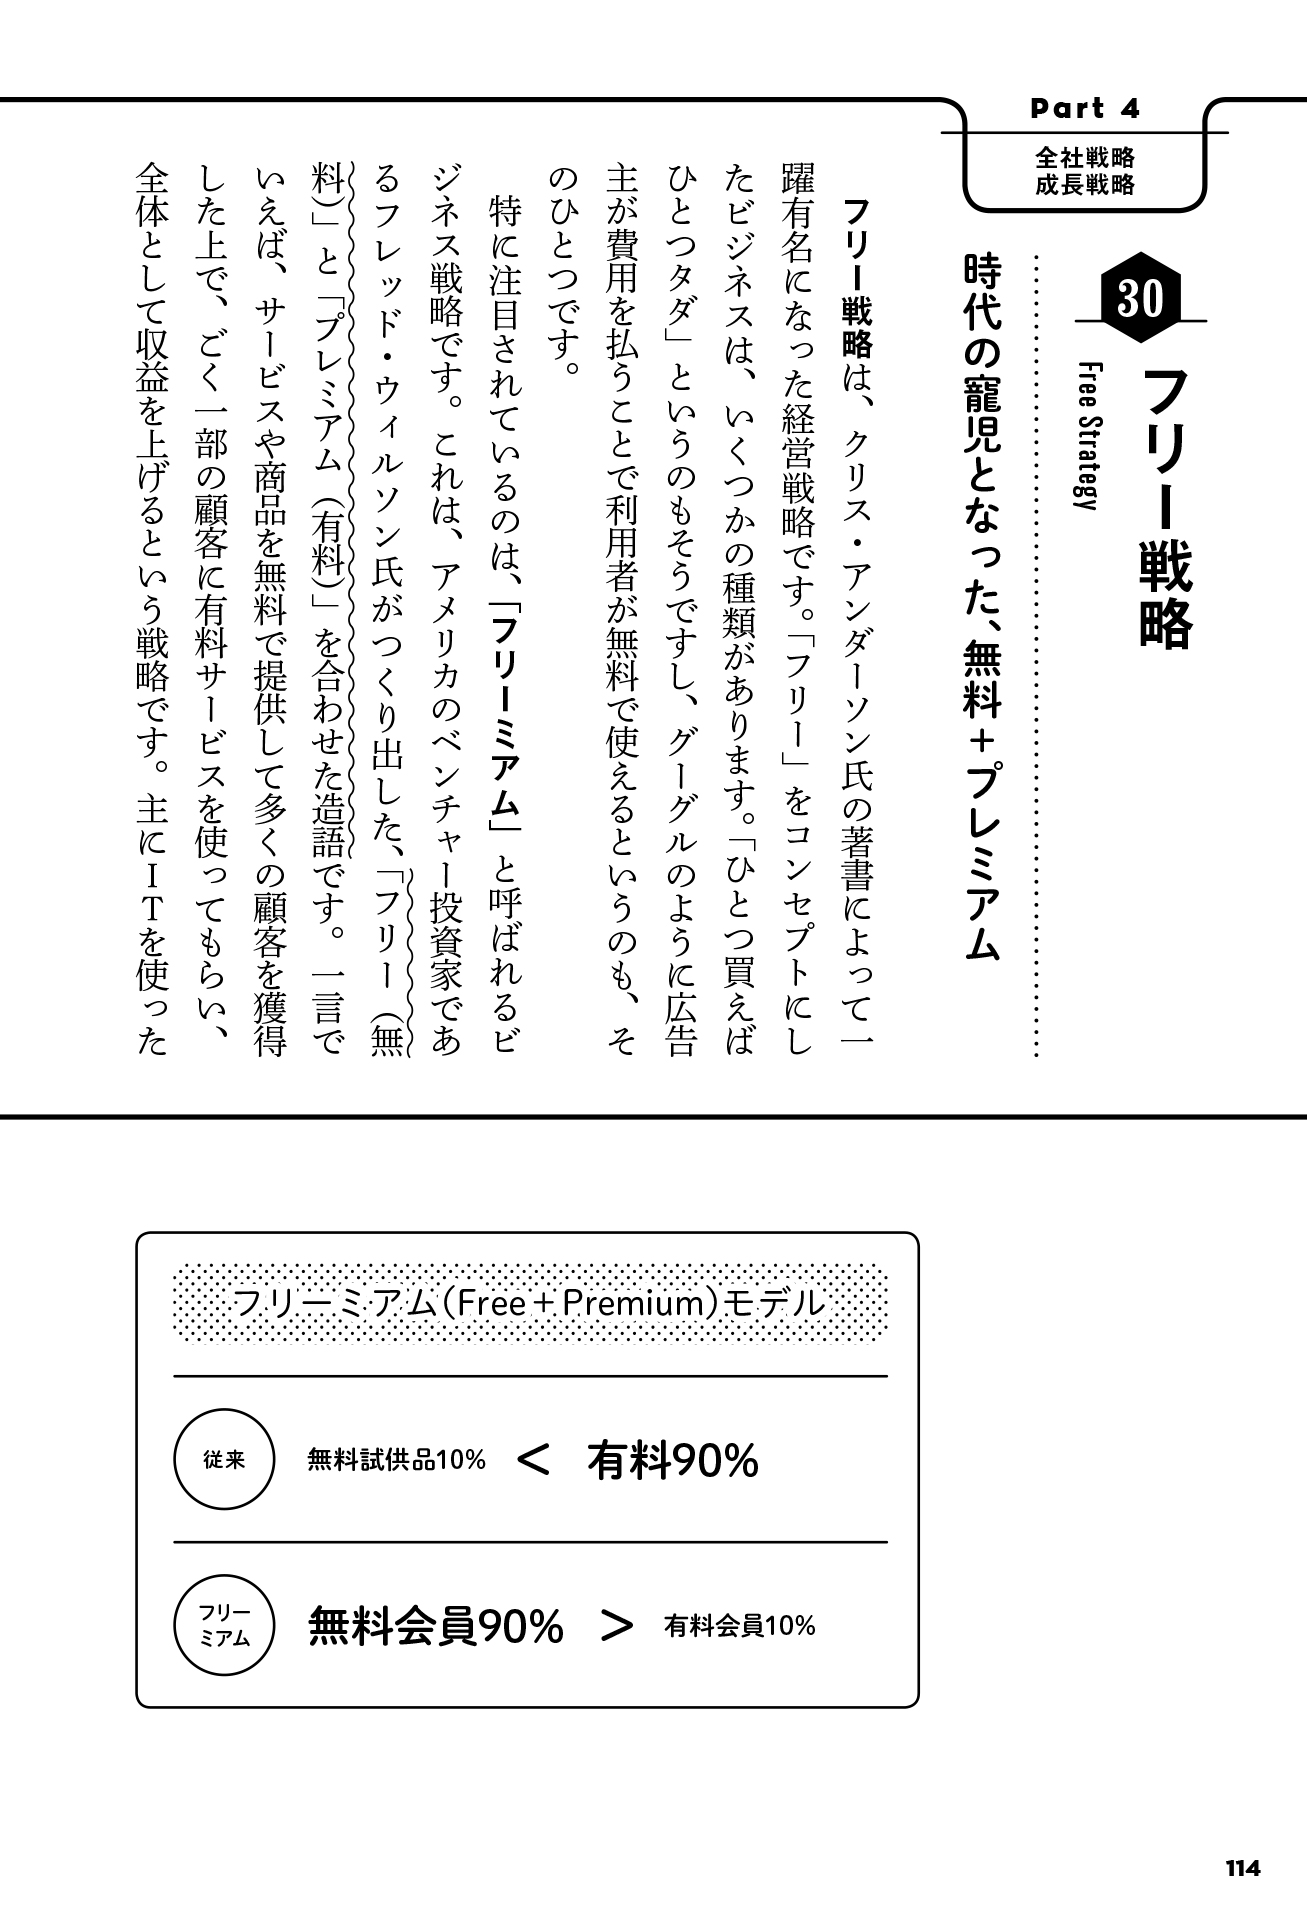 Part 4
全社戦略
成長戦略
30
フリー戦略
Free Strategy
時代の寵児となった、無料＋プレミアム
フリー戦略は、クリス・アンダーソン氏の著書によって一
躍有名になった経営戦略です。「フリー」をコンセプトにし
たビジネスは、いくつかの種類があります。「ひとつ買えば
ひとつタダ」というのもそうですし、グーグルのように広告
主が費用を払うことで利用者が無料で使えるというのも、そ
のひとつです。
特に注目されているのは、「フリーミアム」と呼ばれるビ
ジネス戦略です。これは、アメリカのベンチャー投資家であ
るフレッド・ウィルソン氏がつくり出した、「フリー（無
料）」と「プレミアム（有料）」を合わせた造語です。一言で
いえば、サービスや商品を無料で提供して多くの顧客を獲得
した上で、ごく一部の顧客に有料サービスを使ってもらい、
全体として収益を上げるという戦略です。主にITを使った
フリーミアム（Free＋Premium）モデル
従来 無料試供品10% < 有料90%
フリー
ミアム
無料会員90% > 有料会員10%
114